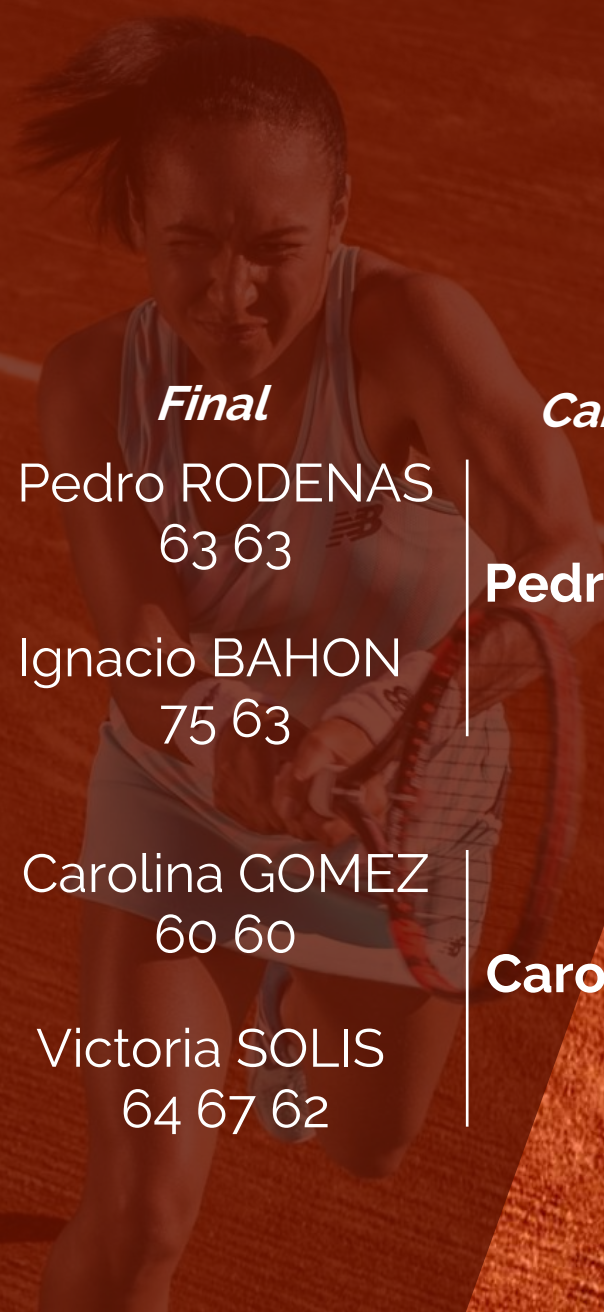 Final
Pedro RODENAS
63 63
Ignacio BAHON
75 63
Carolina GOMEZ
60 60
Victoria SOLIS
64 67 62
Ca
Pedr
Caro